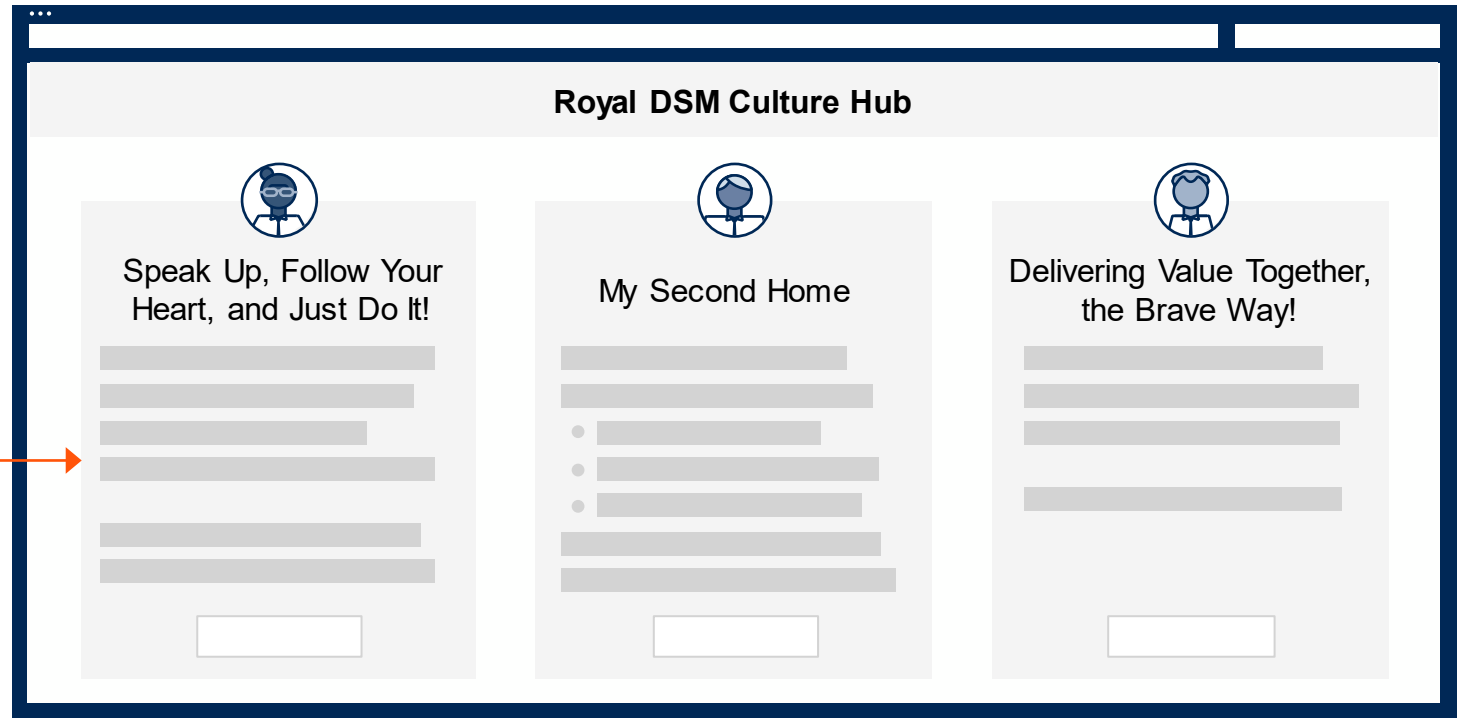 Royal DSM Culture Hub
Speak Up, Follow Your
Heart, and Just Do It!
My Second Home
Delivering Value Together,
the Brave Way!